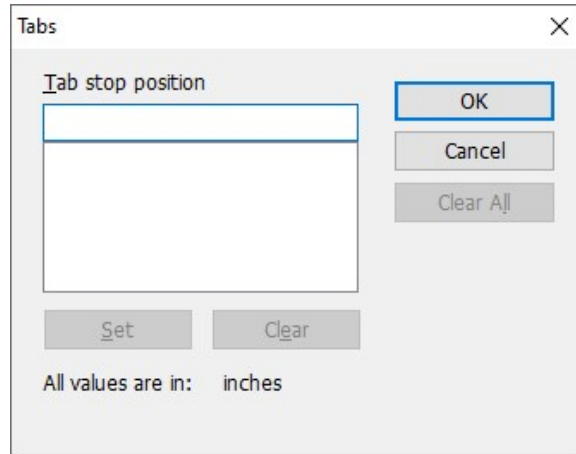 Tabs
Tab stop position
OK
Cancel
Clear All
Set
Clear
All values are in: inches